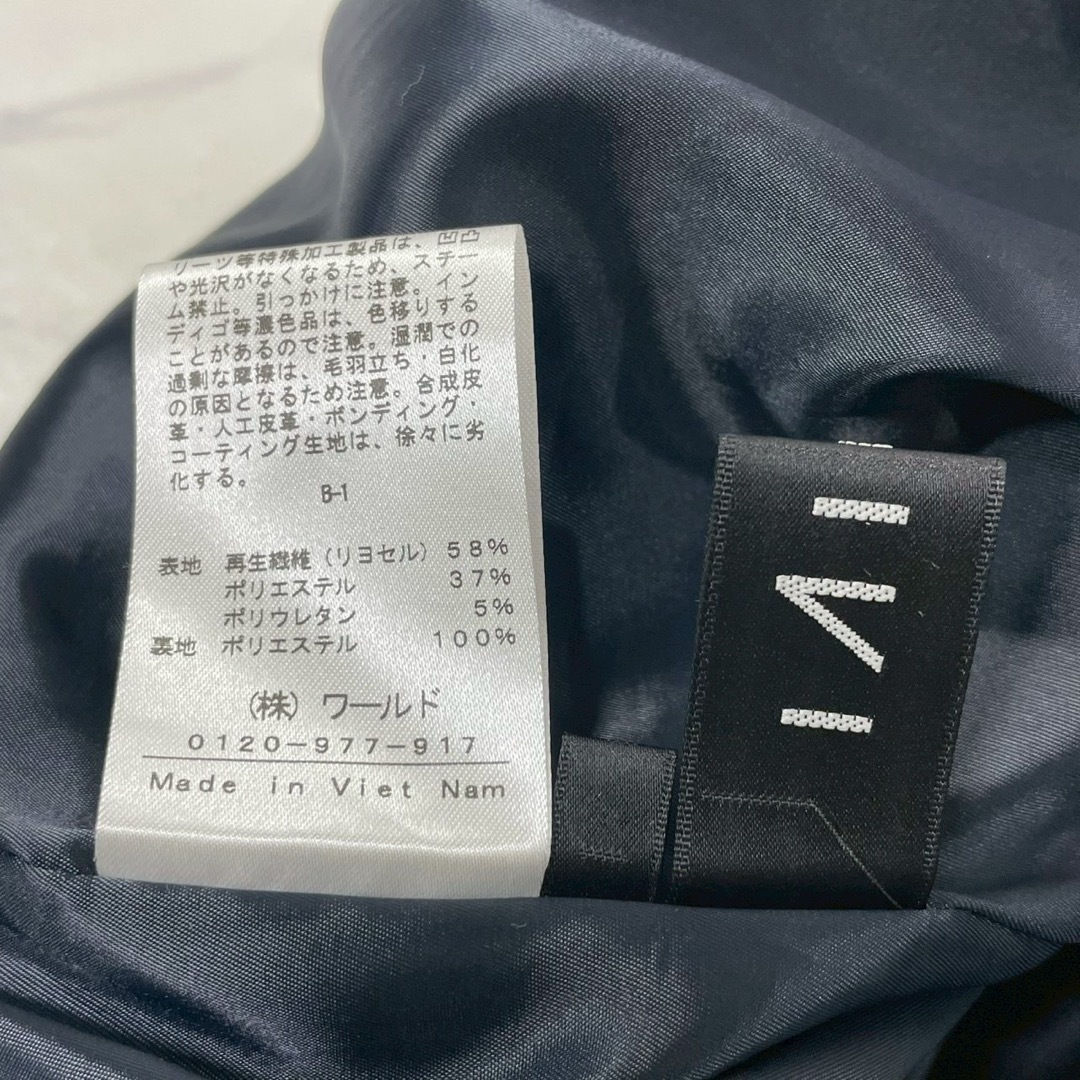 リーツ等特殊加工製品は、凹凸
や光沢がなくなるため、スチー
ム禁止。引っかけに注意。イン
ディゴ等濃色品は、色移りする
ことがあるので注意。湿潤での
過剰な摩擦は、毛羽立ち・白化
の原因となるため注意。合成皮
革・人工皮革・ボンディング・
コーティング生地は、徐々に劣
化する。
B-1
表地 再生繊維（リヨセル） 58%
ポリエステル 37%
ポリウレタン 5%
裏地 ポリエステル 100%
(株) ワールド
0120-977-917
Made in Viet Nam